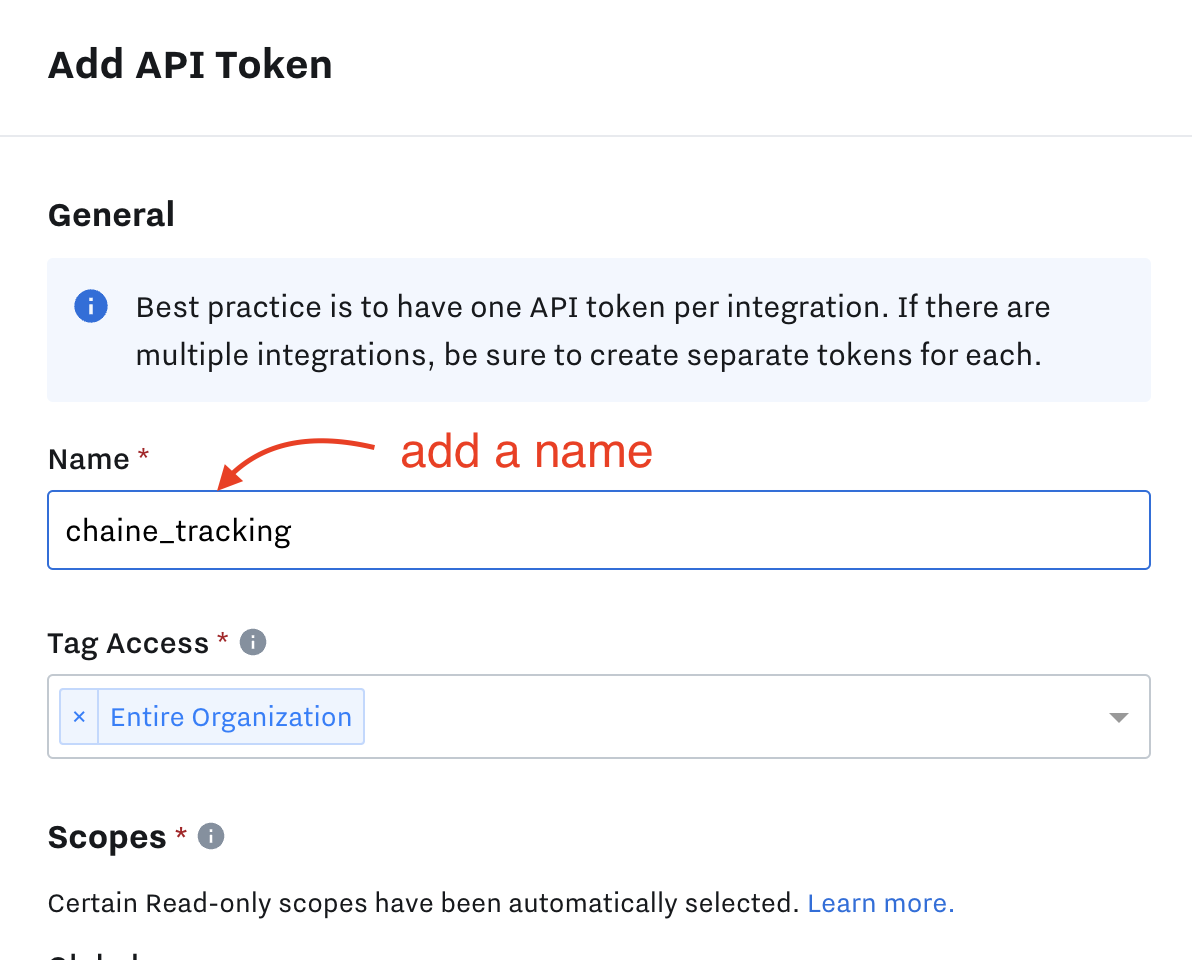 Add API Token
General
Best practice is to have one API token per integration. If there are
multiple integrations, be sure to create separate tokens for each.
Name *
add a name
chaine_tracking
Tag Access *
× Entire Organization
Scopes *
Certain Read-only scopes have been automatically selected. Learn more.